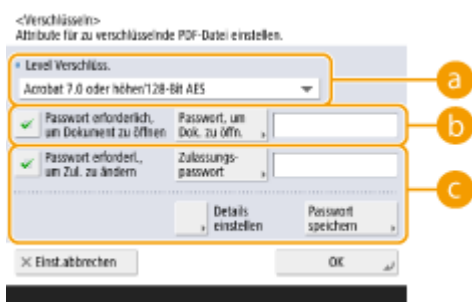 <Verschlüsseln>
Attribute für zu verschlüsselnde PDF-Datei einstellen.
Level Verschlüss.
Acrobat 7.0 oder höher/128-Bit AES
a
Passwort erforderlich, um Dokument zu öffnen
Passwort, um Dok. zu öffn.
b
Passwort erforderl., um Zul. zu ändern
Zulassungs-
passwort
c
Details einstellen
Passwort speichern
× Einst.abbrechen
OK